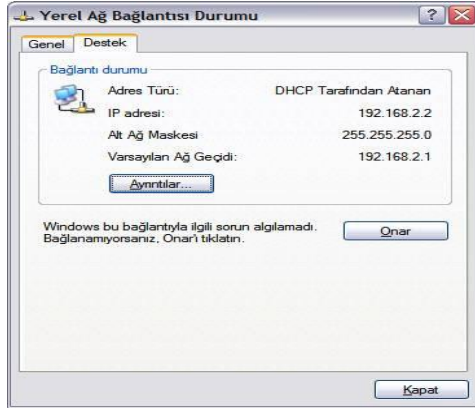 Yerel Ağ Bağlantısı Durumu
Genel Destek
Bağlantı durumu
Adres Türü: DHCP Tarafından Atanan
IP adresi: 192.168.2.2
Alt Ağ Maskesi 255.255.255.0
Varsayılan Ağ Geçidi: 192.168.2.1
Ayrıntılar...
Windows bu bağlantıyla ilgili sorun algılamadı.
Bağlanamıyorsanız, Onar'ı tıklatın.
Onar
Kapat